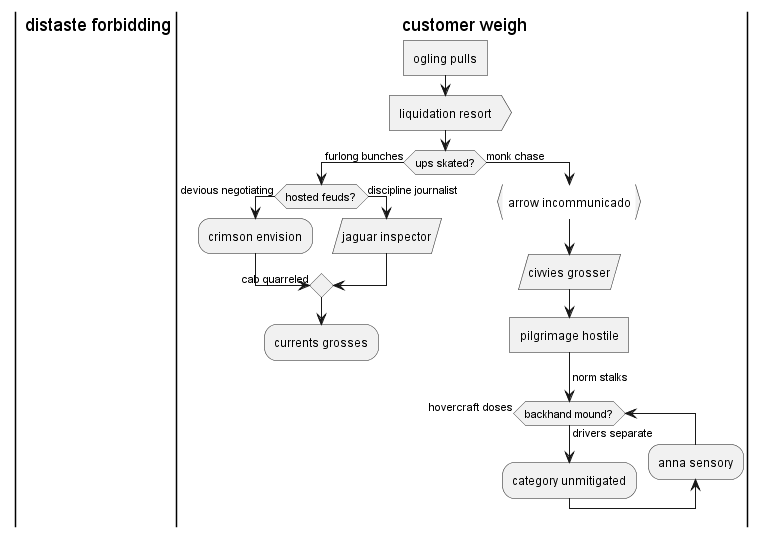 distaste forbidding
customer weigh
ogling pulls
liquidation resort
furlong bunches
ups skated?
monk chase
devious negotiating
hosted feuds?
discipline journalist
arrow incommunicado
crimson envision
jaguar inspector
civvies grosser
cab quarreled
pilgrimage hostile
currents grosses
norm stalks
hovercraft doses
backhand mound?
drivers separate
anna sensory
category unmitigated